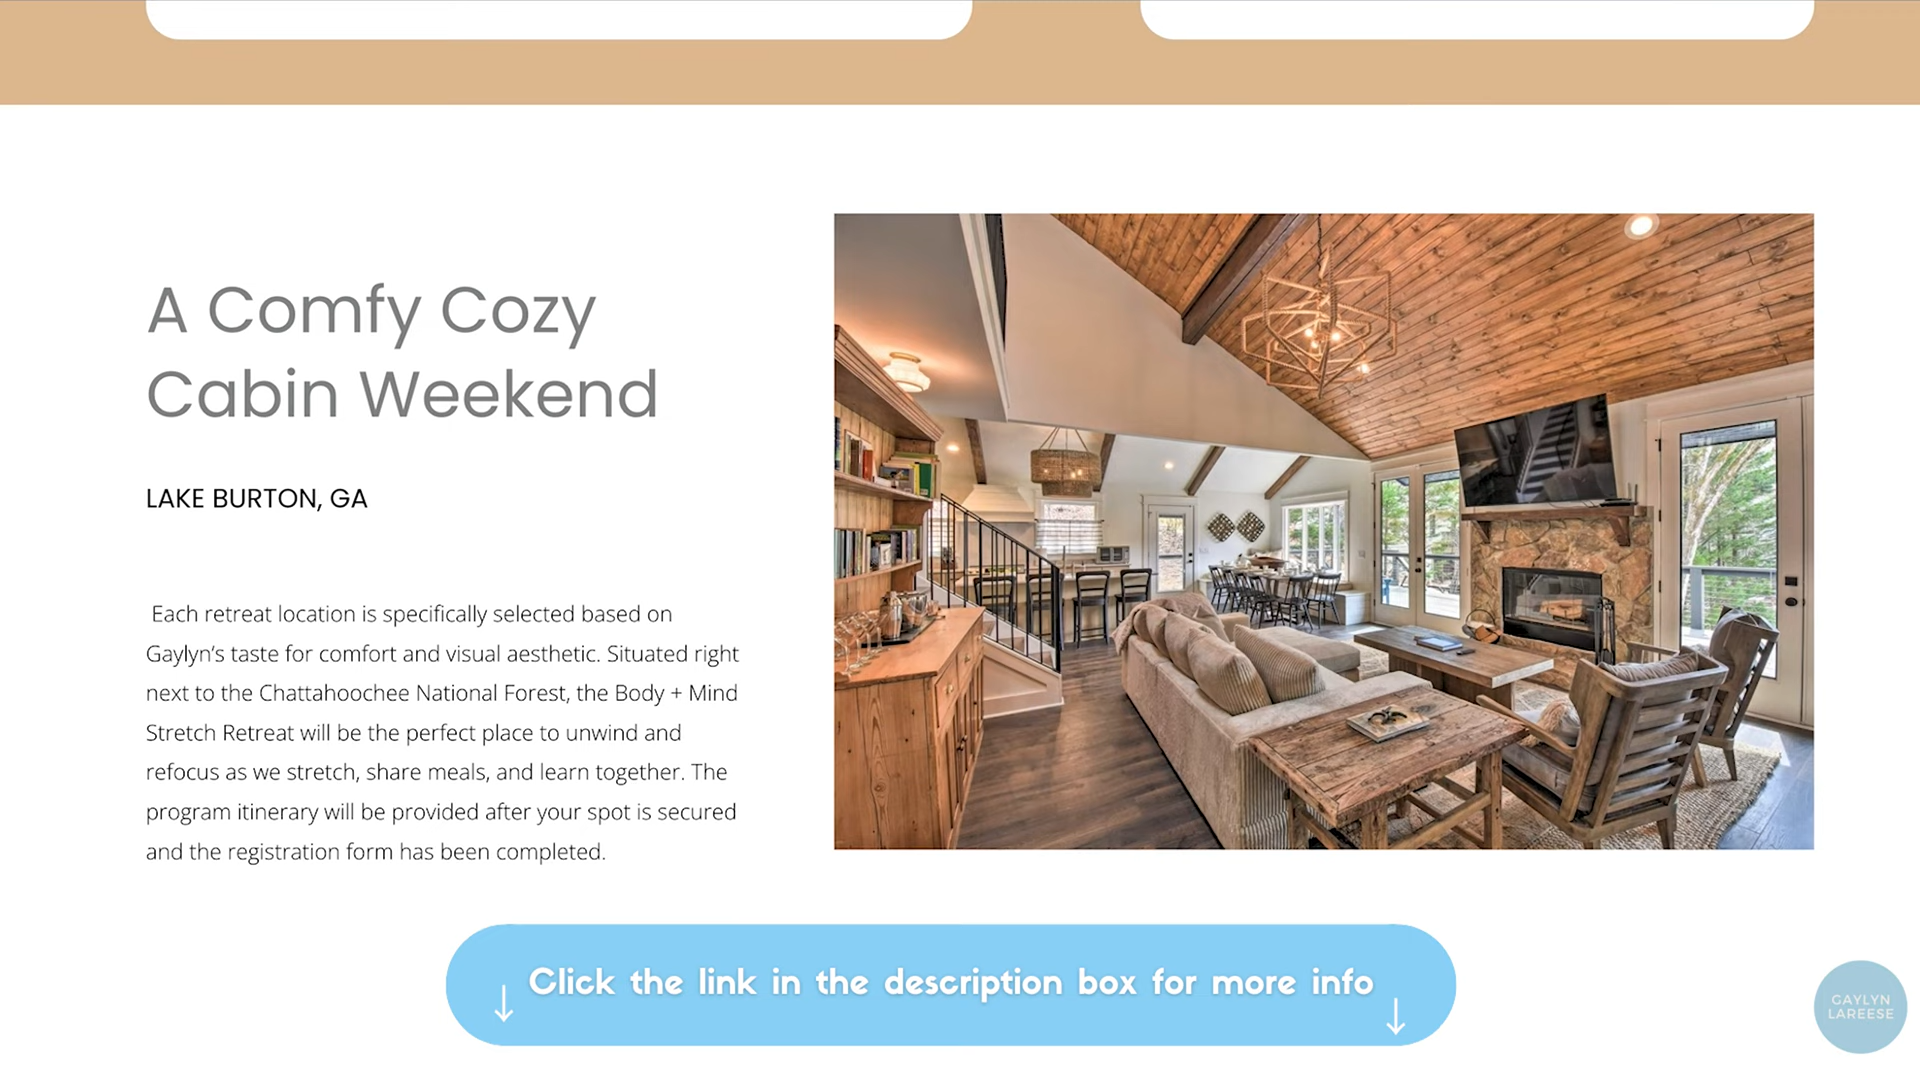 A Comfy Cozy
Cabin Weekend
LAKE BURTON, GA
Each retreat location is specifically selected based on
Gaylyn’s taste for comfort and visual aesthetic. Situated right
next to the Chattahoochee National Forest, the Body + Mind
Stretch Retreat will be the perfect place to unwind and
refocus as we stretch, share meals, and learn together. The
program itinerary will be provided after your spot is secured
and the registration form has been completed.
Click the link in the description box for more info
GAYLYN
LAREESE